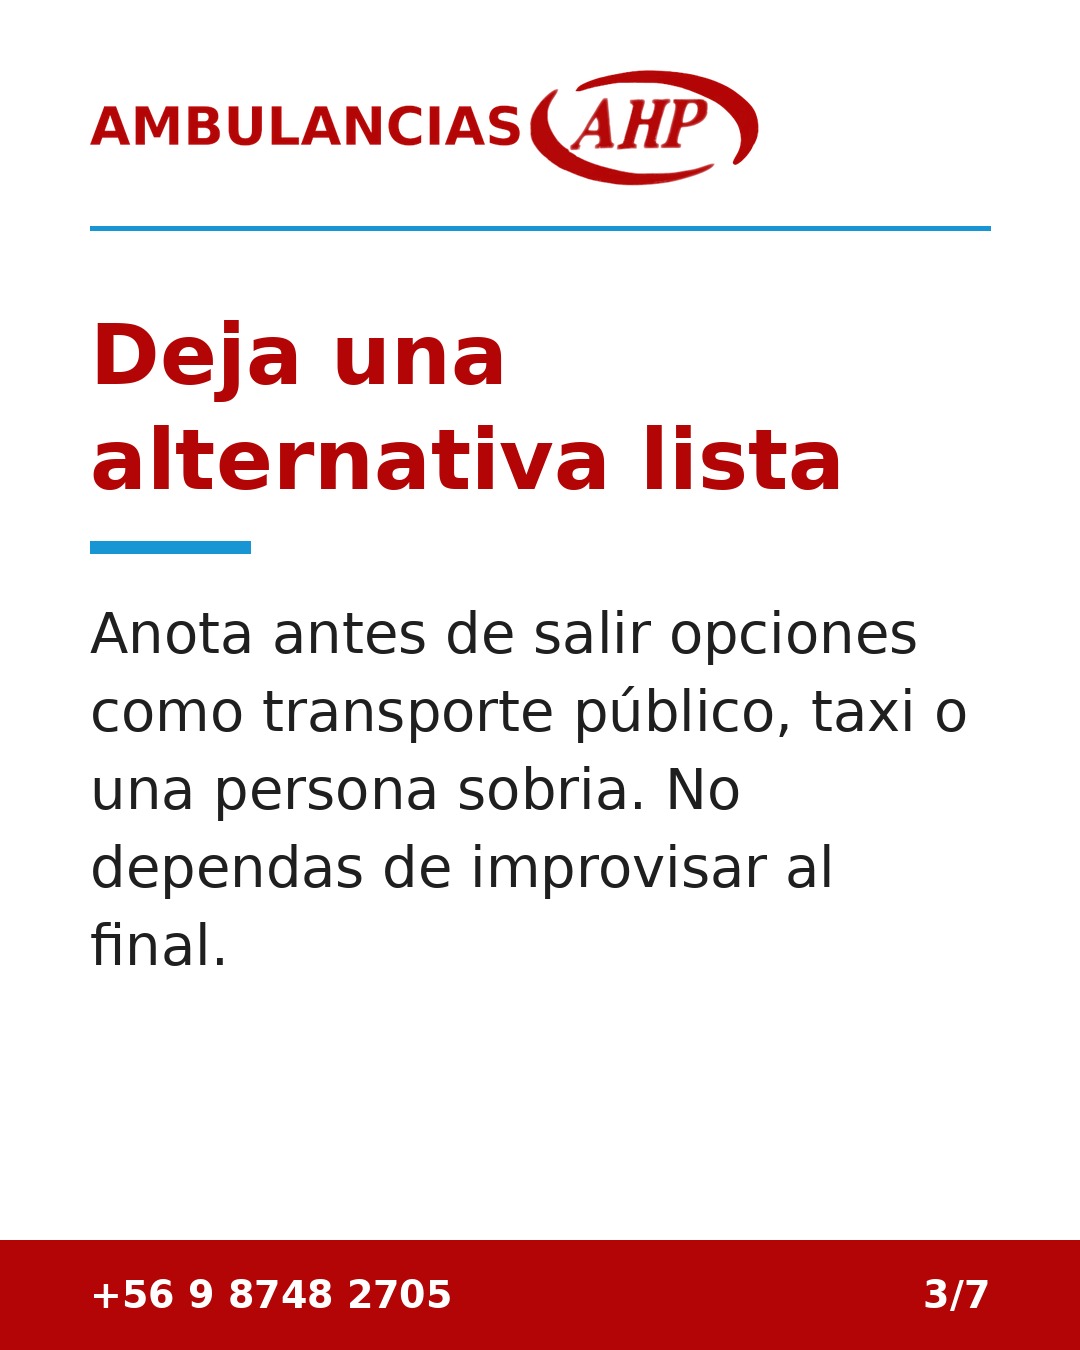 AMBULANCIAS AHP
Deja una
alternativa lista
Anota antes de salir opciones
como transporte público, taxi o
una persona sobria. No
dependas de improvisar al
final.
+56 9 8748 2705
3/7